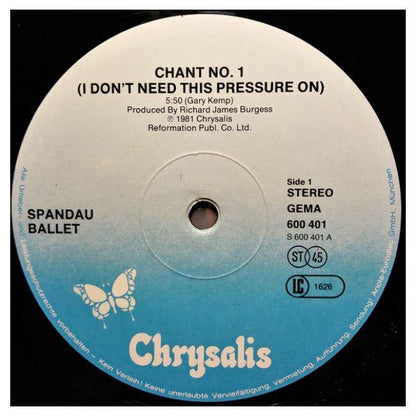 CHANT NO. 1
(I DON'T NEED THIS PRESSURE ON)
5:50 (Gary Kemp)
Produced By Richard James Burgess
℗ 1981 Chrysalis
Reformation Publ. Co. Ltd.
SPANDAU
BALLET
Side 1
STEREO
GEMA
600 401
S 600 401 A
ST 45
LC 1626
Chrysalis
Alle Urheber- und Leistungsschutzrechte vorbehalten - Kein Verleih! Keine unerlaubte Vervielfältigung, Vermietung, Aufführung, Sendung! Ariola-Eurodisc GmbH, München